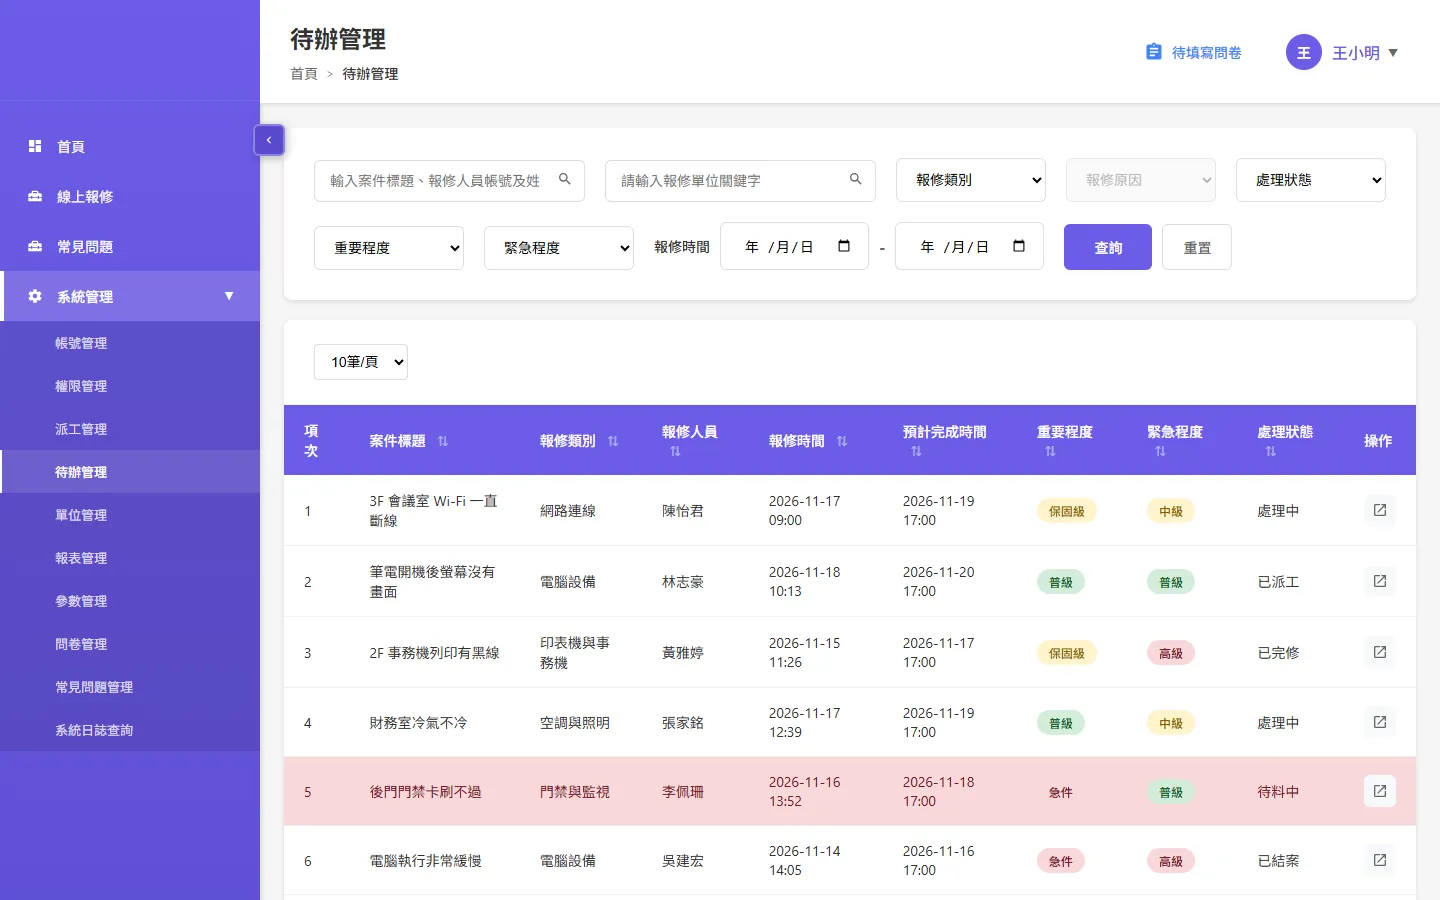 待辦管理
首頁 > 待辦管理
待填寫問卷
王 王小明 ▼
首頁
線上報修
常見問題
系統管理 ▼
帳號管理
權限管理
派工管理
待辦管理
單位管理
報表管理
參數管理
問卷管理
常見問題管理
系統日誌查詢
輸入案件標題、報修人員帳號及姓 請輸入報修單位關鍵字 報修類別 報修原因 處理狀態
重要程度 緊急程度 報修時間 年 /月/日 - 年 /月/日 查詢 重置
10筆/頁
項次 案件標題 報修類別 報修人員 報修時間 預計完成時間 重要程度 緊急程度 處理狀態 操作
1 3F 會議室 Wi-Fi 一直斷線 網路連線 陳怡君 2026-11-17 09:00 2026-11-19 17:00 保固級 中級 處理中
2 筆電開機後螢幕沒有畫面 電腦設備 林志豪 2026-11-18 10:13 2026-11-20 17:00 普級 普級 已派工
3 2F 事務機列印有黑線 印表機與事務機 黃雅婷 2026-11-15 11:26 2026-11-17 17:00 保固級 高級 已完修
4 財務室冷氣不冷 空調與照明 張家銘 2026-11-17 12:39 2026-11-19 17:00 普級 中級 處理中
5 後門門禁卡刷不過 門禁與監視 李佩珊 2026-11-16 13:52 2026-11-18 17:00 急件 普級 待料中
6 電腦執行非常緩慢 電腦設備 吳建宏 2026-11-14 14:05 2026-11-16 17:00 急件 高級 已結案